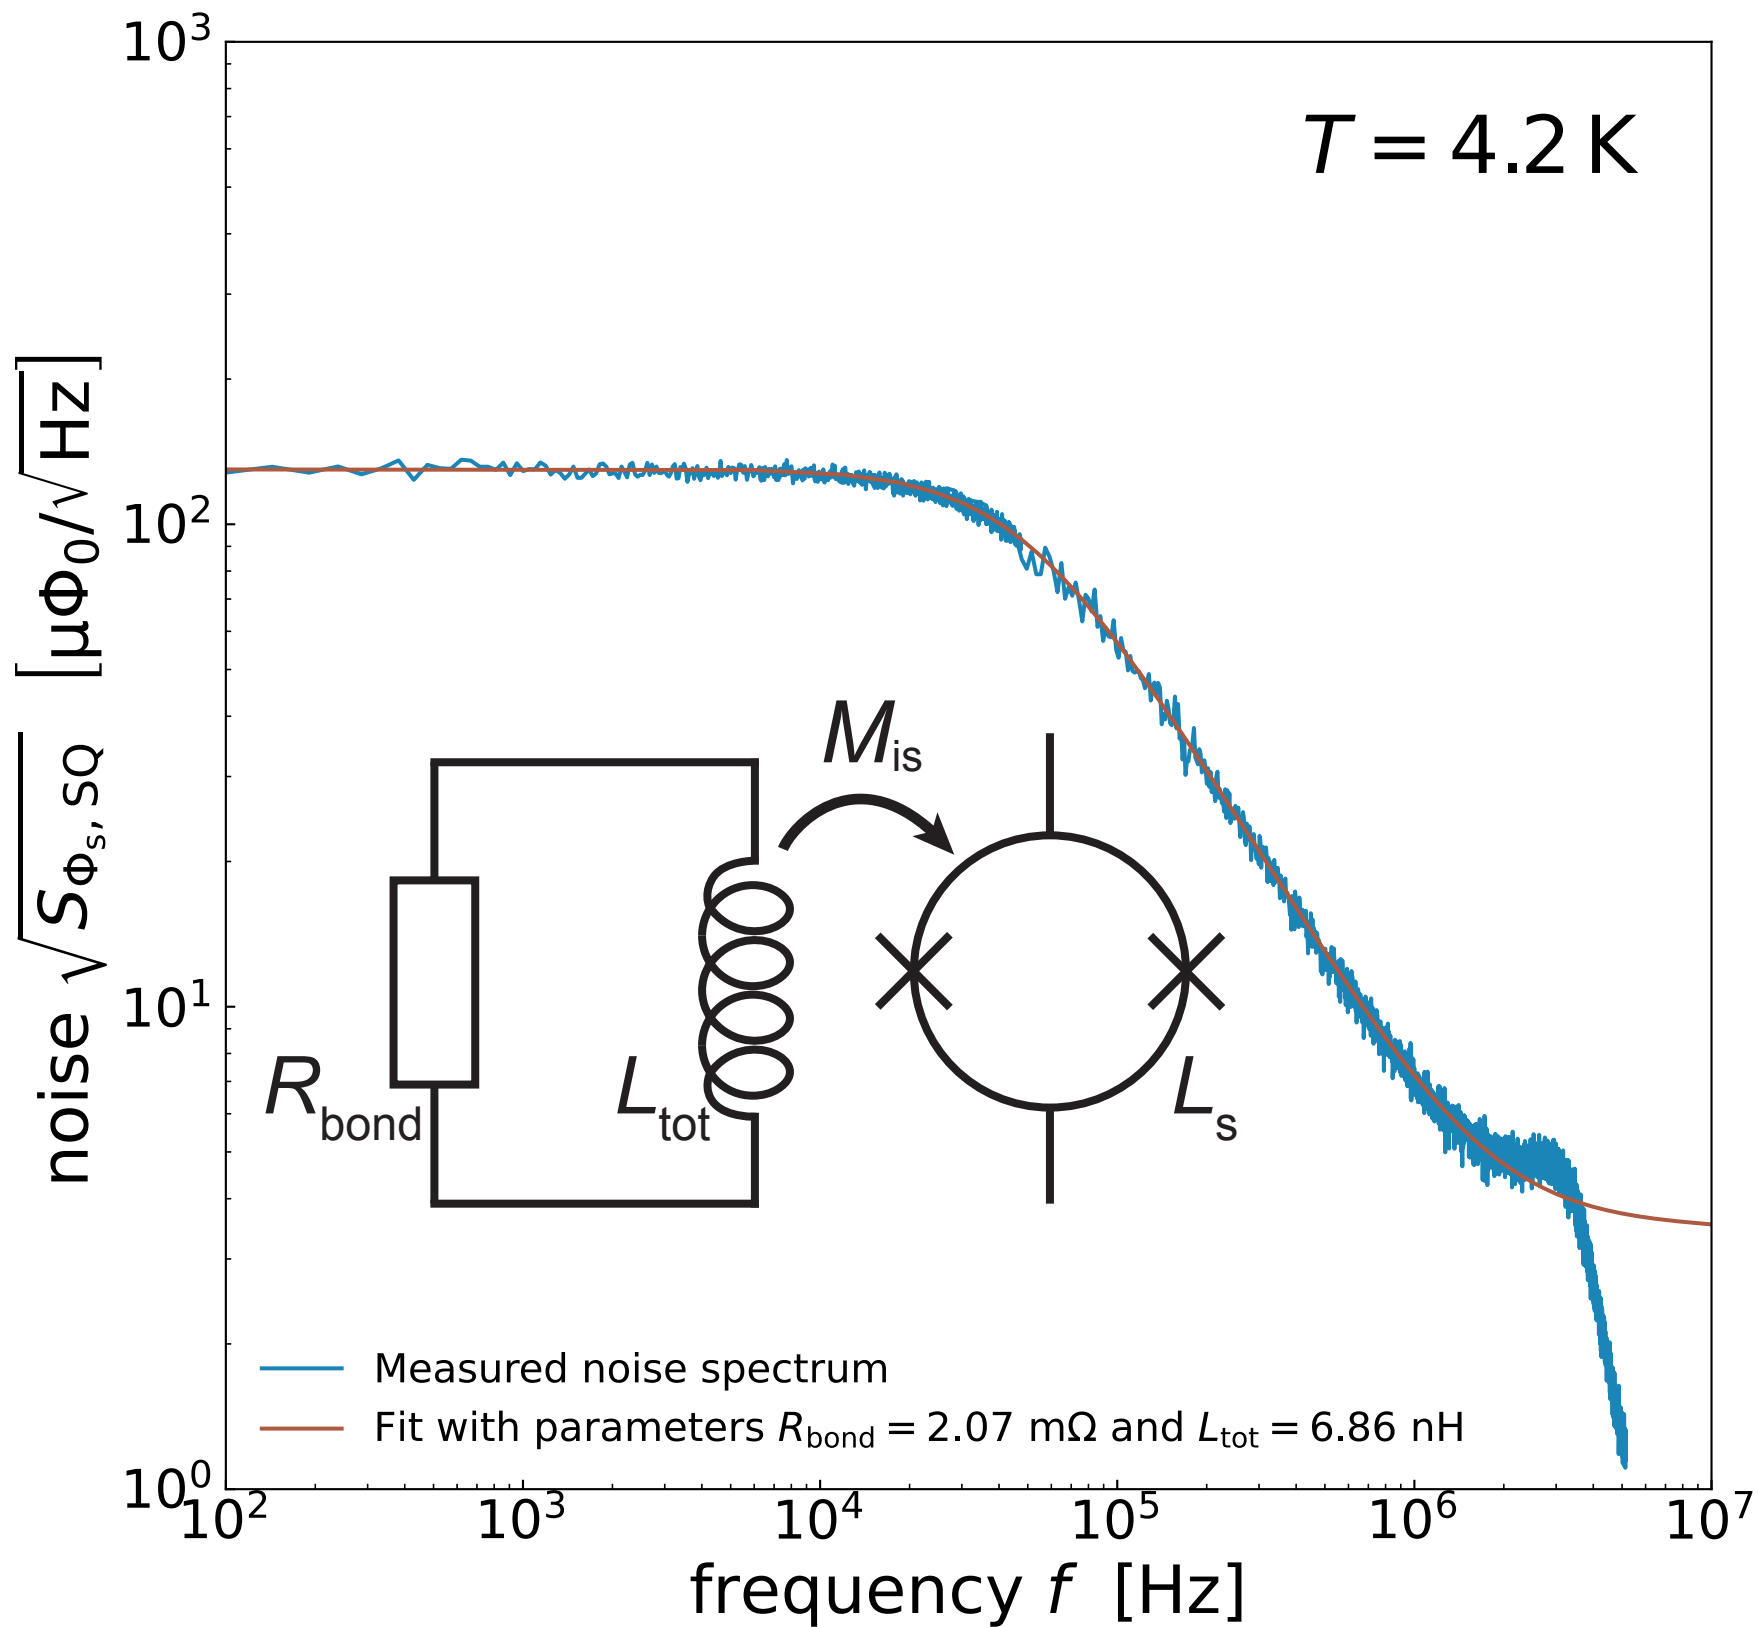 10³
T = 4.2 K
noise √S_Φs, SQ [µΦ₀/√Hz]
10²
M_is
10¹
R_bond
L_tot
L_s
Measured noise spectrum
Fit with parameters R_bond = 2.07 mΩ and L_tot = 6.86 nH
10⁰
10² 10³ 10⁴ 10⁵ 10⁶ 10⁷
frequency f [Hz]